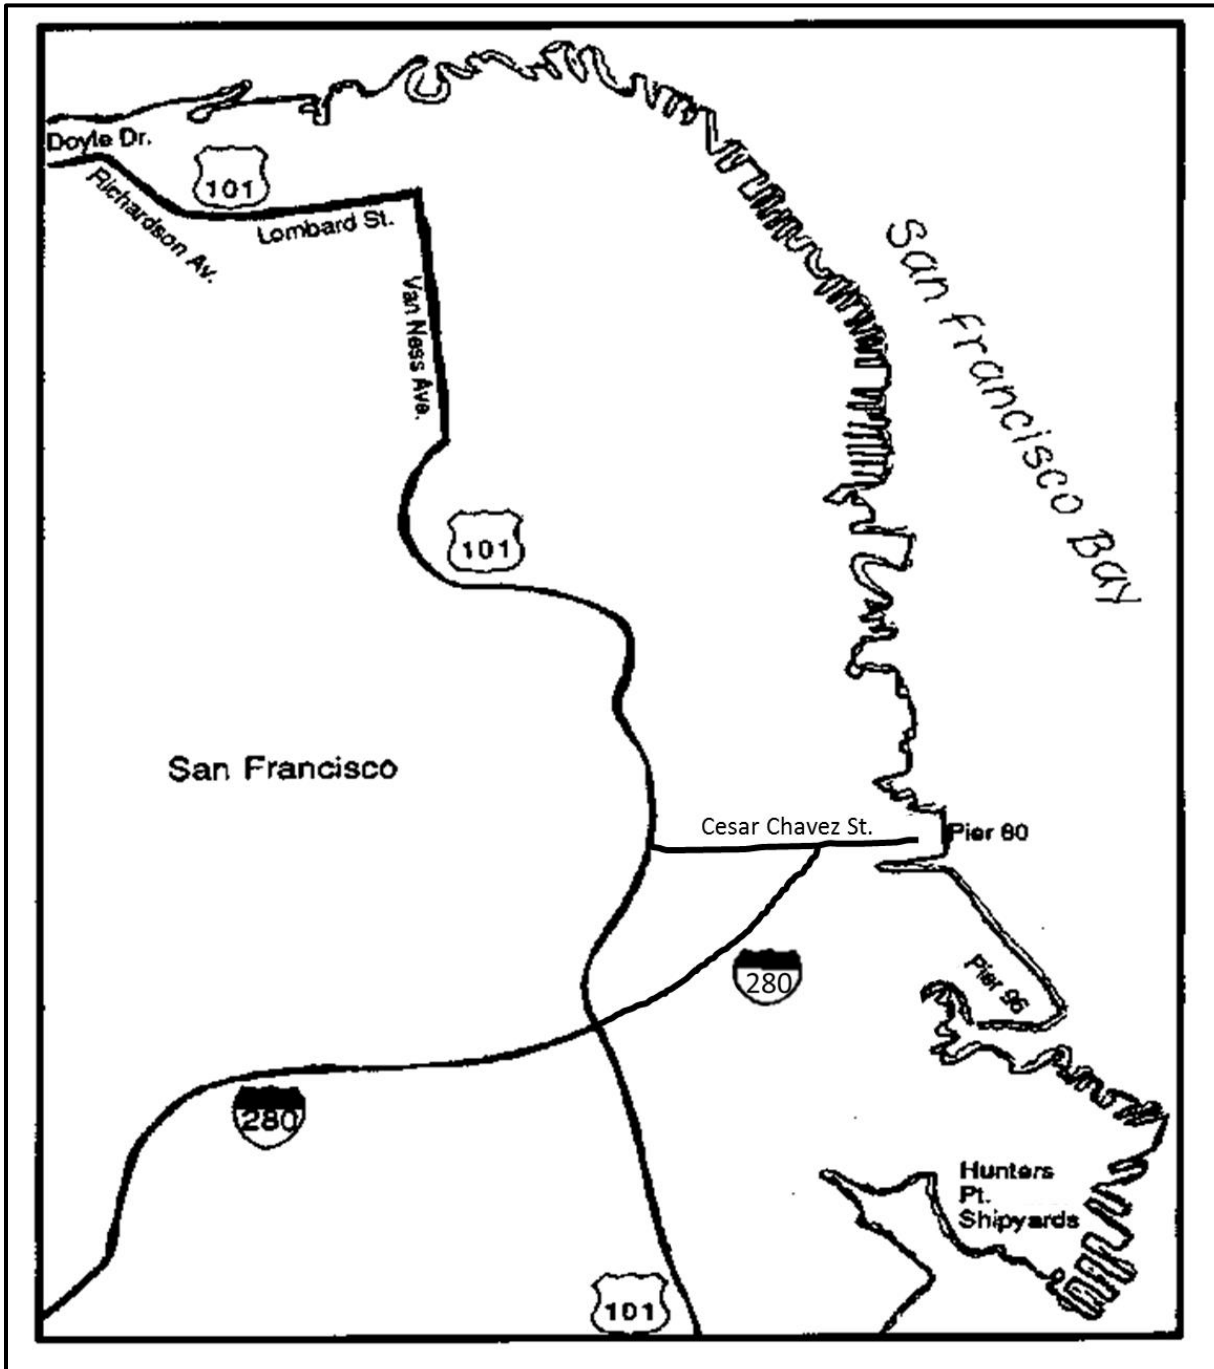 Doyle Dr.
101
Richardson Av.
Lombard St.
Van Ness Ave.
San Francisco Bay
101
San Francisco
Cesar Chavez St.
Pier 80
280
Pier 96
280
Hunters
Pt.
Shipyards
101